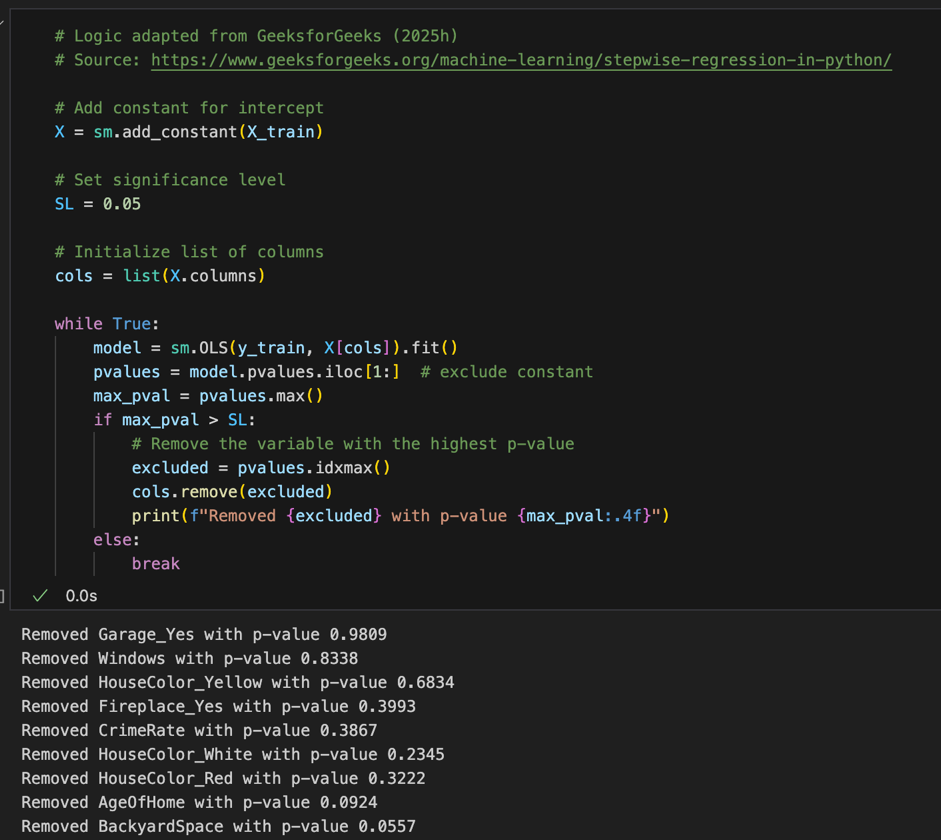 # Logic adapted from GeeksforGeeks (2025h)
# Source: https://www.geeksforgeeks.org/machine-learning/stepwise-regression-in-python/
# Add constant for intercept
X = sm.add_constant(X_train)
# Set significance level
SL = 0.05
# Initialize list of columns
cols = list(X.columns)
while True:
    model = sm.OLS(y_train, X[cols]).fit()
    pvalues = model.pvalues.iloc[1:]  # exclude constant
    max_pval = pvalues.max()
    if max_pval > SL:
        # Remove the variable with the highest p-value
        excluded = pvalues.idxmax()
        cols.remove(excluded)
        print(f"Removed {excluded} with p-value {max_pval:.4f}")
    else:
        break
0.0s
Removed Garage_Yes with p-value 0.9809
Removed Windows with p-value 0.8338
Removed HouseColor_Yellow with p-value 0.6834
Removed Fireplace_Yes with p-value 0.3993
Removed CrimeRate with p-value 0.3867
Removed HouseColor_White with p-value 0.2345
Removed HouseColor_Red with p-value 0.3222
Removed AgeOfHome with p-value 0.0924
Removed BackyardSpace with p-value 0.0557